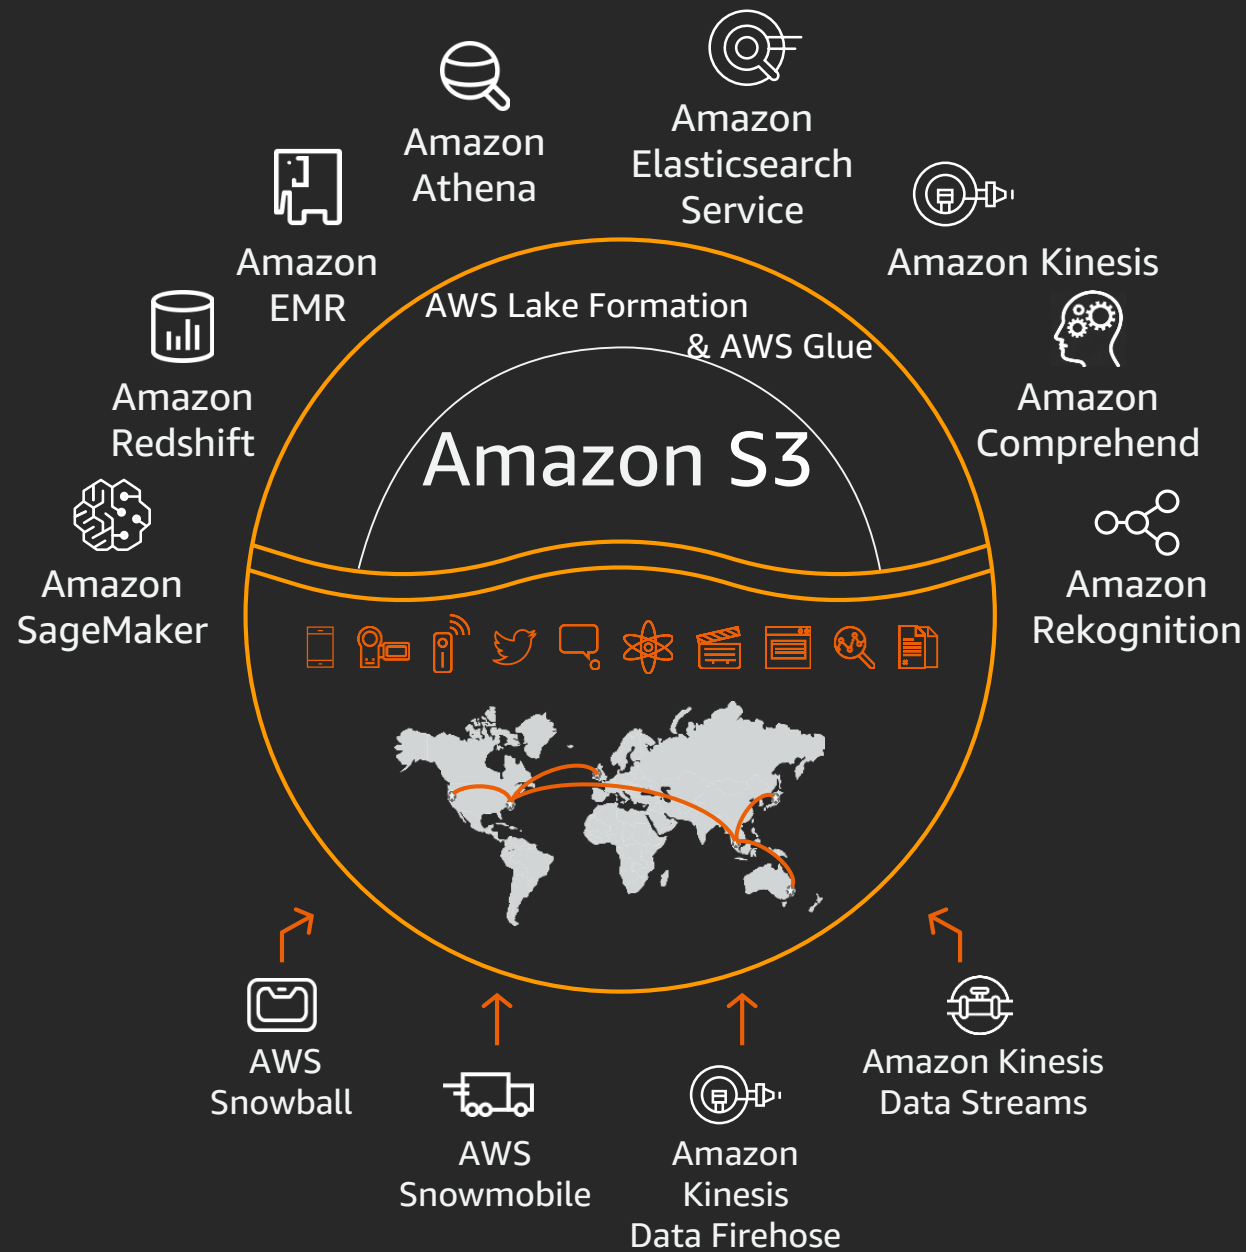 Amazon
Elasticsearch
Service
Amazon
Athena
Amazon Kinesis
Amazon
EMR
AWS Lake Formation
& AWS Glue
Amazon
Redshift
Amazon
Comprehend
Amazon S3
Amazon
SageMaker
Amazon
Rekognition
AWS
Snowball
AWS
Snowmobile
Amazon
Kinesis
Data Firehose
Amazon Kinesis
Data Streams